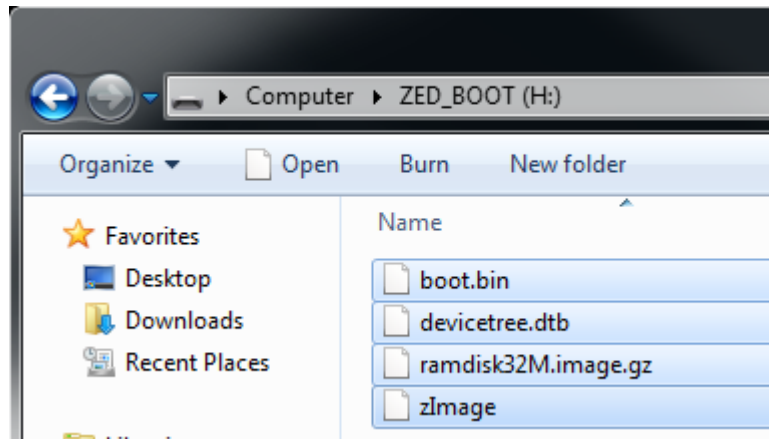 Computer ZED_BOOT (H:)
Organize Open Burn New folder
Favorites
Desktop
Downloads
Recent Places
Name
boot.bin
devicetree.dtb
ramdisk32M.image.gz
zImage